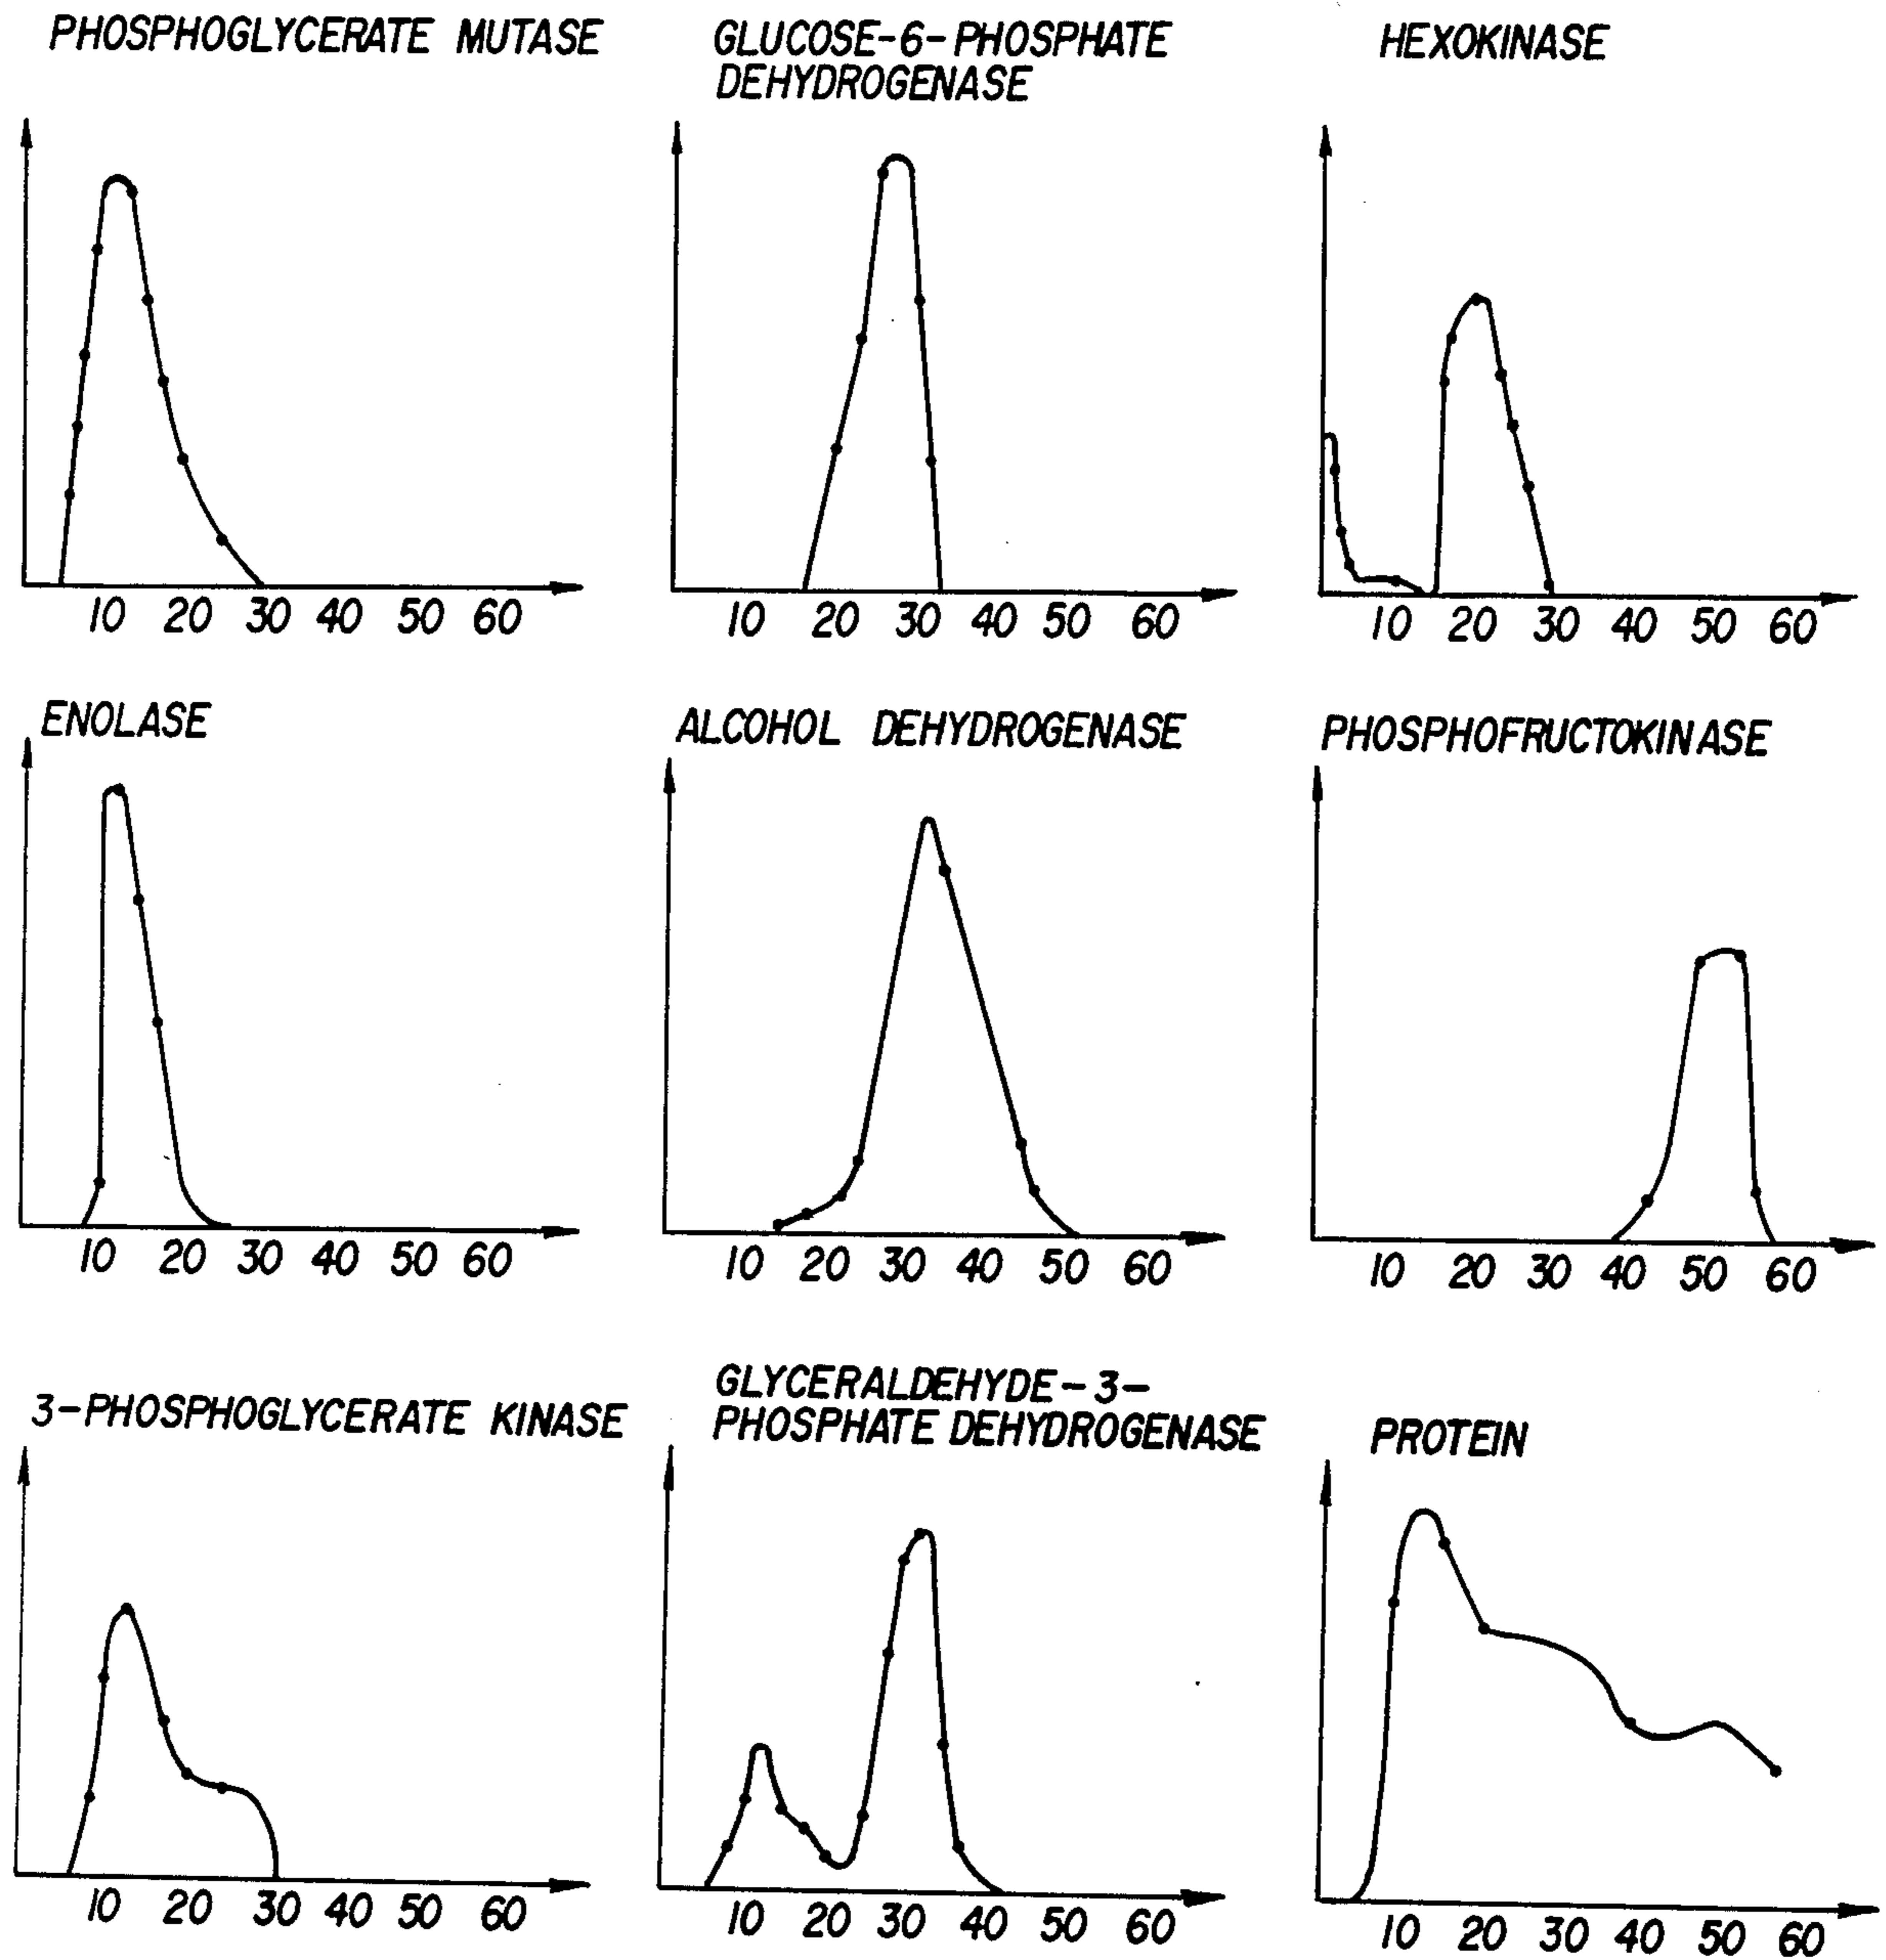 PHOSPHOGLYCERATE MUTASE
10 20 30 40 50 60
GLUCOSE-6-PHOSPHATE
DEHYDROGENASE
10 20 30 40 50 60
HEXOKINASE
10 20 30 40 50 60
ENOLASE
10 20 30 40 50 60
ALCOHOL DEHYDROGENASE
10 20 30 40 50 60
PHOSPHOFRUCTOKINASE
10 20 30 40 50 60
3-PHOSPHOGLYCERATE KINASE
10 20 30 40 50 60
GLYCERALDEHYDE-3-
PHOSPHATE DEHYDROGENASE
10 20 30 40 50 60
PROTEIN
10 20 30 40 50 60